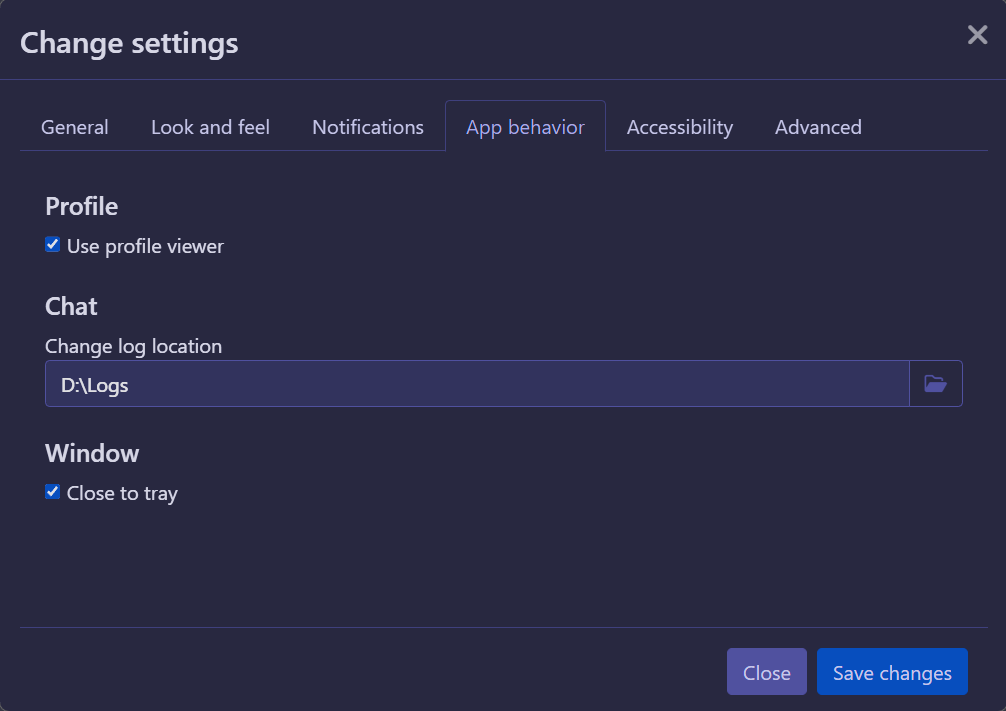 Change settings
General Look and feel Notifications App behavior Accessibility Advanced
Profile
Use profile viewer
Chat
Change log location
D:\Logs
Window
Close to tray
Close Save changes